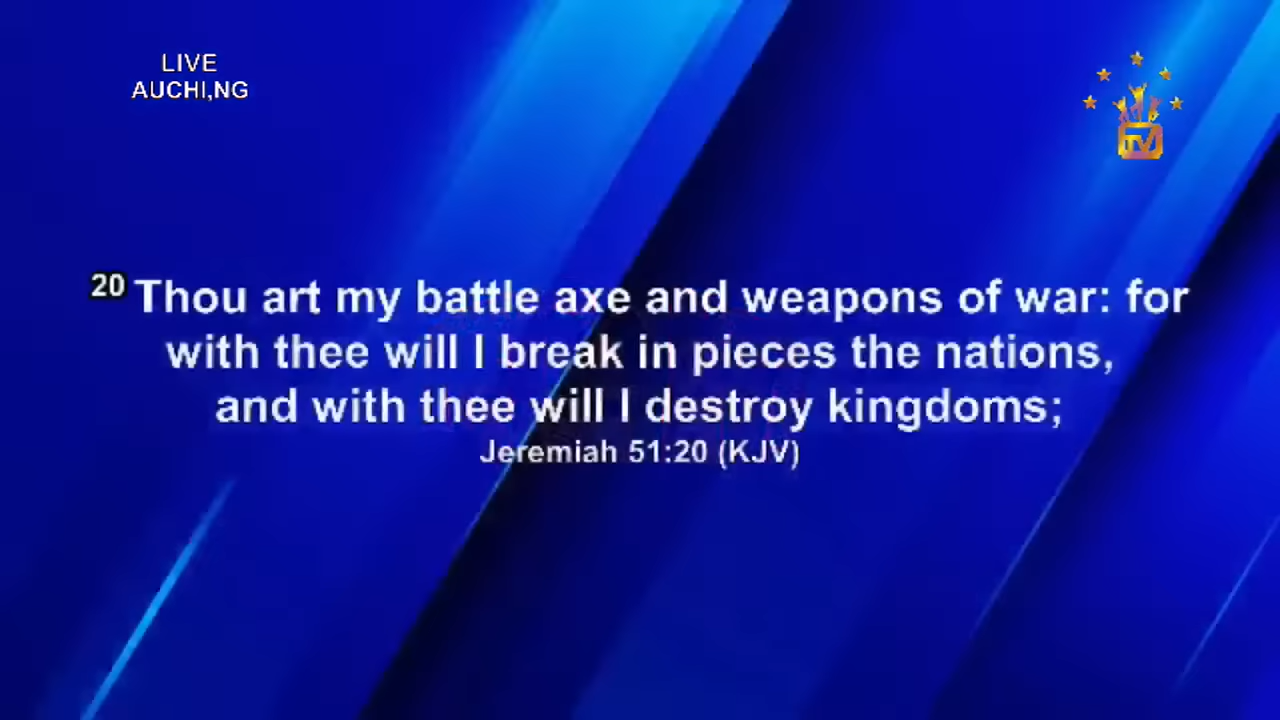 LIVE
AUCHI,NG
TV
20 Thou art my battle axe and weapons of war: for
with thee will I break in pieces the nations,
and with thee will I destroy kingdoms;
Jeremiah 51:20 (KJV)